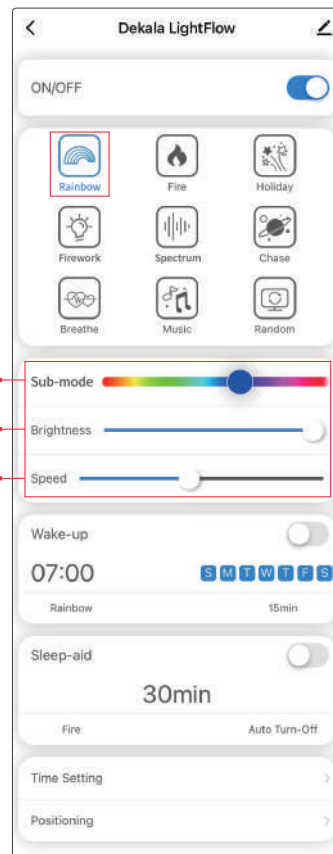 Dekala LightFlow
ON/OFF
Rainbow Fire Holiday
Firework Spectrum Chase
Breathe Music Random
Sub-mode
Brightness
Speed
Wake-up
07:00 S M T W T F S
Rainbow 15min
Sleep-aid
30min
Fire Auto Turn-Off
Time Setting
Positioning